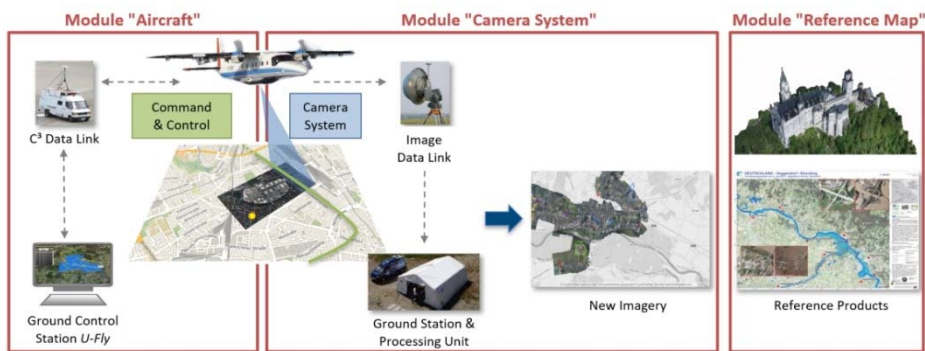 Module "Aircraft"
Module "Camera System"
Module "Reference Map"
Command
& Control
Camera
System
C³ Data Link
Image
Data Link
Ground Control
Station U-Fly
Ground Station &
Processing Unit
New Imagery
Reference Products